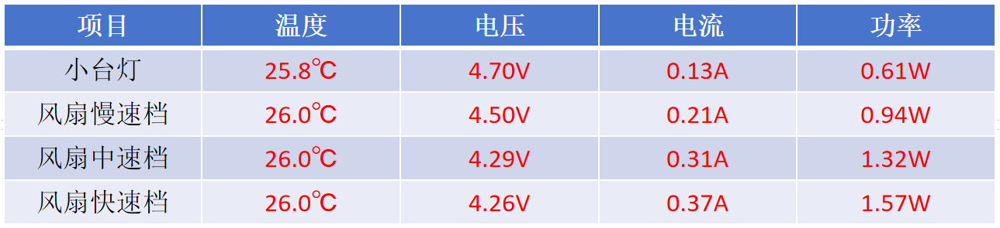 项目 温度 电压 电流 功率
小台灯 25.8℃ 4.70V 0.13A 0.61W
风扇慢速档 26.0℃ 4.50V 0.21A 0.94W
风扇中速档 26.0℃ 4.29V 0.31A 1.32W
风扇快速档 26.0℃ 4.26V 0.37A 1.57W